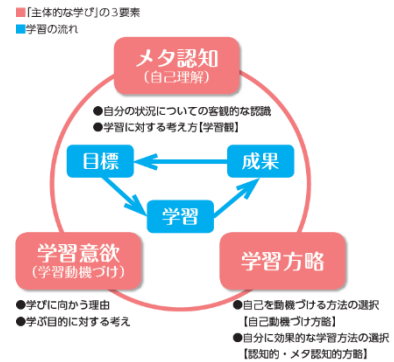 ■「主体的な学び」の3要素
■学習の流れ
メタ認知
(自己理解)
●自分の状況についての客観的な認識
●学習に対する考え方【学習観】
目標
成果
学習
学習意欲
(学習動機づけ)
学習方略
●学びに向かう理由
●学ぶ目的に対する考え
●自己を動機づける方法の選択
【自己動機づけ方略】
●自分に効果的な学習方法の選択
【認知的・メタ認知的方略】